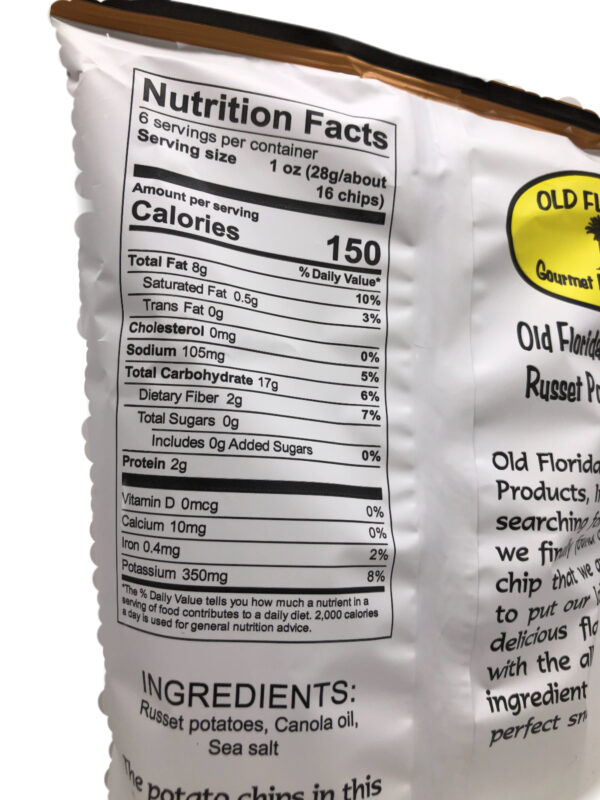 Nutrition Facts
6 servings per container
Serving size 1 oz (28g/about
16 chips)
Amount per serving
Calories 150
% Daily Value*
Total Fat 8g 10%
Saturated Fat 0.5g 3%
Trans Fat 0g
Cholesterol 0mg 0%
Sodium 105mg 5%
Total Carbohydrate 17g 6%
Dietary Fiber 2g 7%
Total Sugars 0g
Includes 0g Added Sugars 0%
Protein 2g
Vitamin D 0mcg 0%
Calcium 10mg 0%
Iron 0.4mg 2%
Potassium 350mg 8%
*The % Daily Value tells you how much a nutrient in a
serving of food contributes to a daily diet. 2,000 calories
a day is used for general nutrition advice.
INGREDIENTS:
Russet potatoes, Canola oil,
Sea salt
The potato chips in this
OLD
Gourmet
Old Florida
Russet
Old Florida
Products,
searching
we
chip that we
to put our
delicious
with the
ingredient
perfect